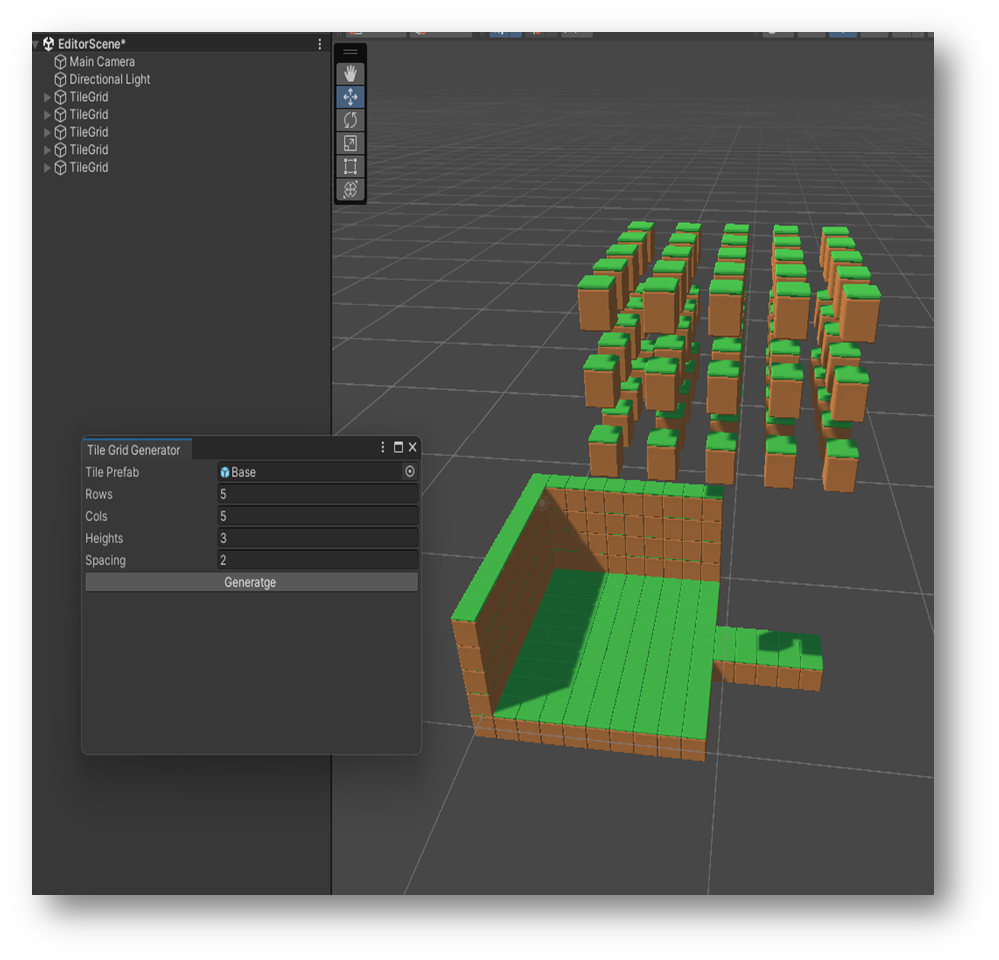 EditorScene*
Main Camera
Directional Light
TileGrid
TileGrid
TileGrid
TileGrid
TileGrid
Tile Grid Generator
Tile Prefab Base
Rows 5
Cols 5
Heights 3
Spacing 2
Generatge